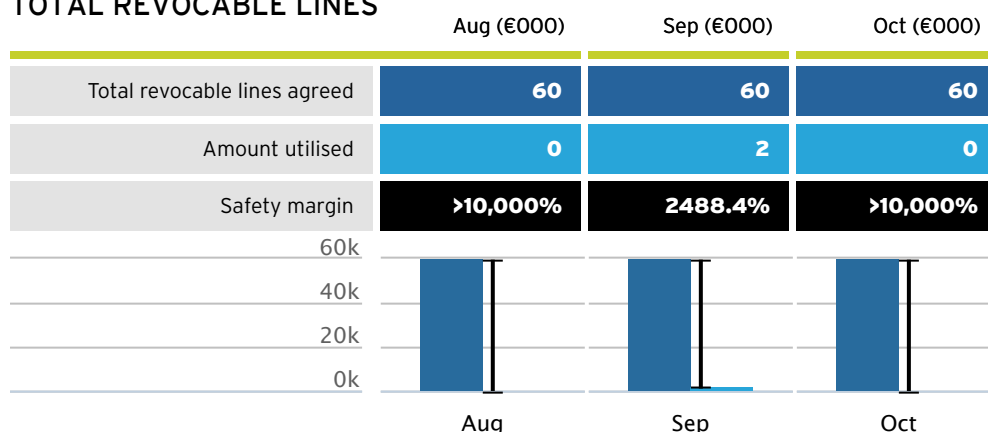 TOTAL REVOCABLE LINES
Aug (€000) Sep (€000) Oct (€000)
Total revocable lines agreed 60 60 60
Amount utilised 0 2 0
Safety margin >10,000% 2488.4% >10,000%
60k
40k
20k
0k
Aug Sep Oct